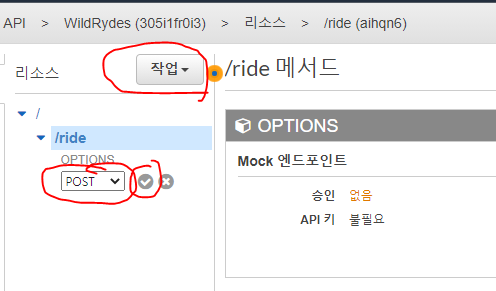 API > WildRydes (305i1fr0i3) > 리소스 > /ride (aihqn6)
리소스
작업
/ride 메서드
/
/ride
OPTIONS
POST
OPTIONS
Mock 엔드포인트
승인 없음
API 키 불필요